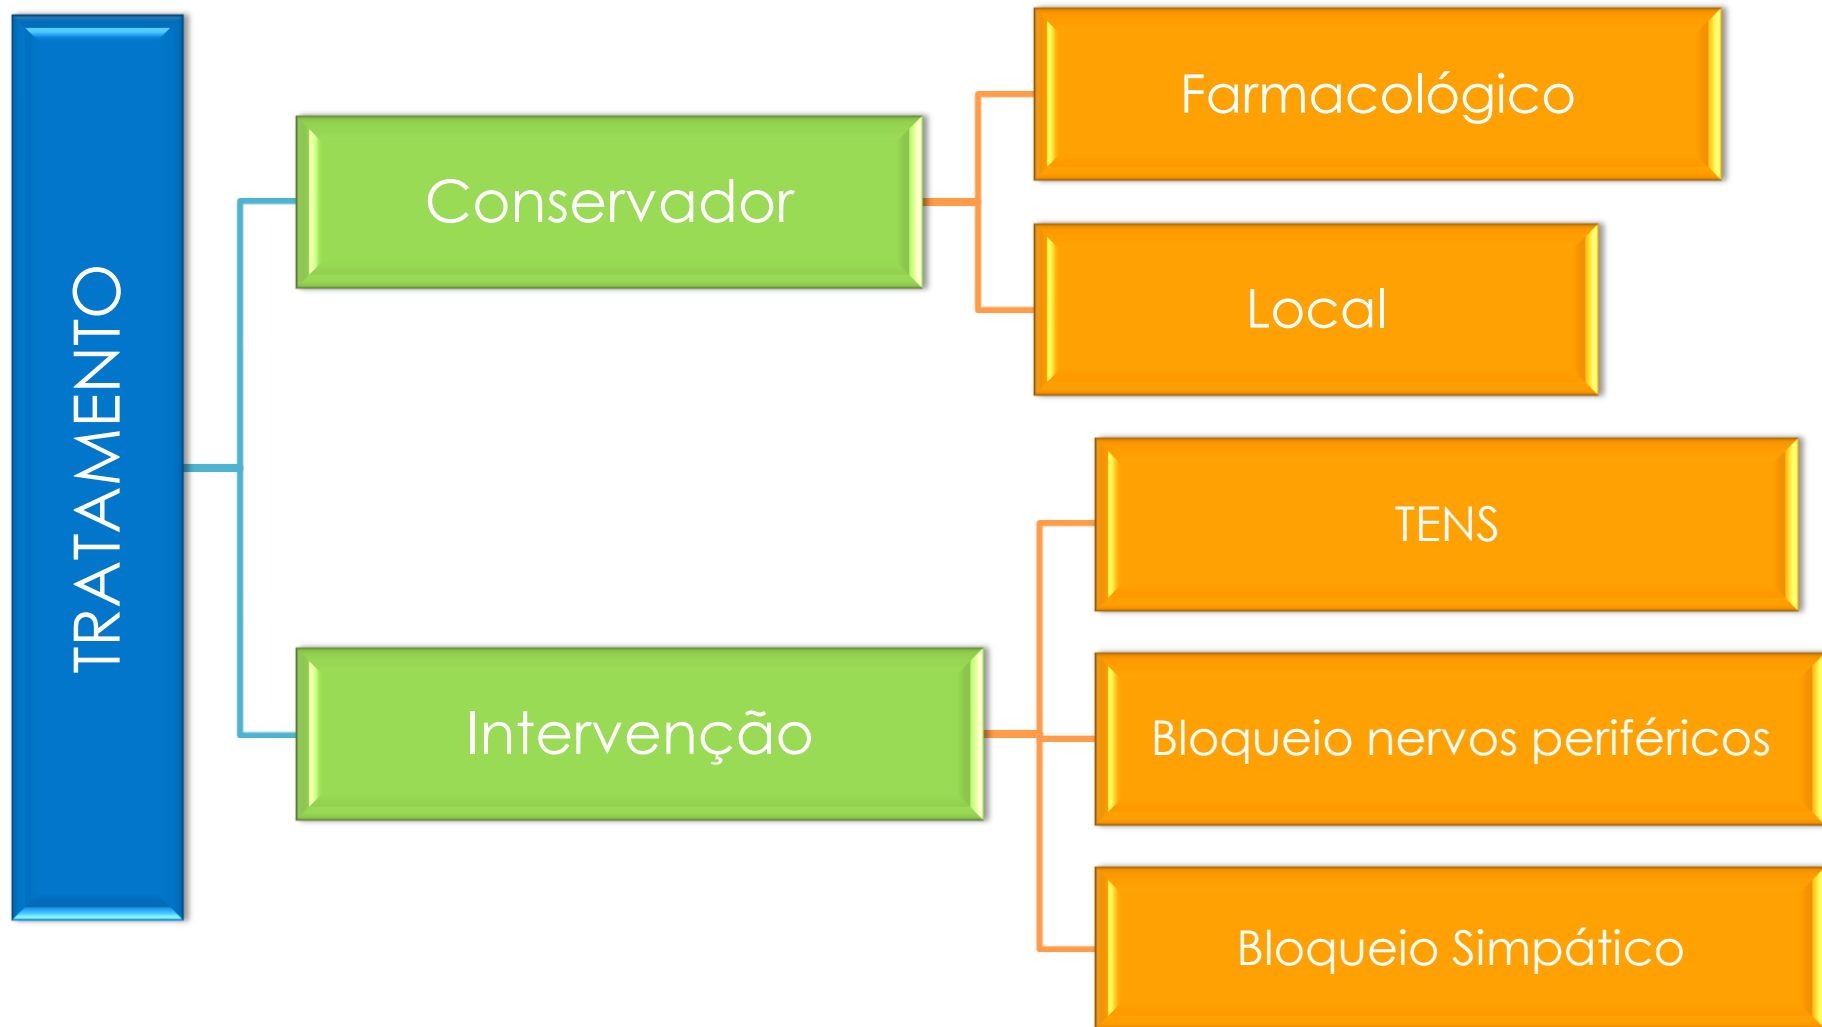 TRATAMENTO
Conservador
Farmacológico
Local
Intervenção
TENS
Bloqueio nervos periféricos
Bloqueio Simpático